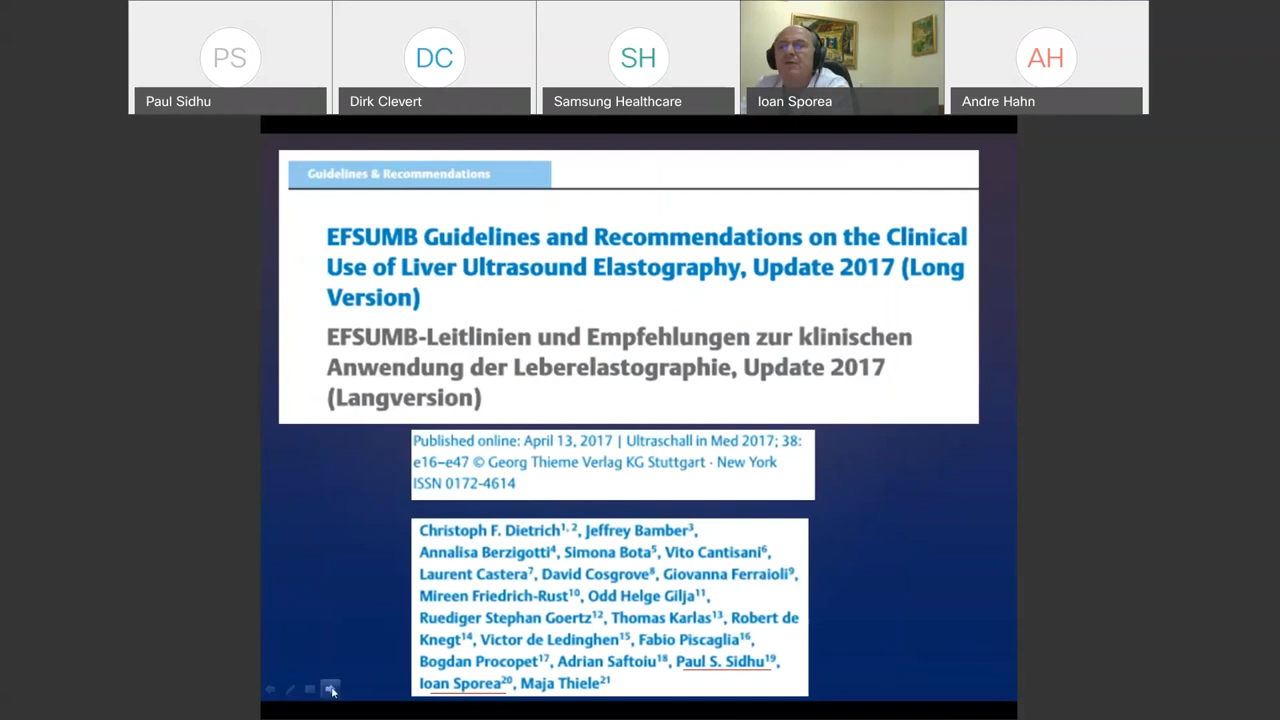 PS
DC
SH
AH
Paul Sidhu
Dirk Clevert
Samsung Healthcare
Ioan Sporea
Andre Hahn
Guidelines & Recommendations
EFSUMB Guidelines and Recommendations on the Clinical
Use of Liver Ultrasound Elastography, Update 2017 (Long
Version)
EFSUMB-Leitlinien und Empfehlungen zur klinischen
Anwendung der Leberelastographie, Update 2017
(Langversion)
Published online: April 13, 2017 | Ultraschall in Med 2017; 38:
e16–e47 © Georg Thieme Verlag KG Stuttgart · New York
ISSN 0172-4614
Christoph F. Dietrich1, 2, Jeffrey Bamber3,
Annalisa Berzigotti4, Simona Bota5, Vito Cantisani6,
Laurent Castera7, David Cosgrove8, Giovanna Ferraioli9,
Mireen Friedrich-Rust10, Odd Helge Gilja11,
Ruediger Stephan Goertz12, Thomas Karlas13, Robert de
Knegt14, Victor de Ledinghen15, Fabio Piscaglia16,
Bogdan Procopet17, Adrian Saftoiu18, Paul S. Sidhu19,
Ioan Sporea20, Maja Thiele21